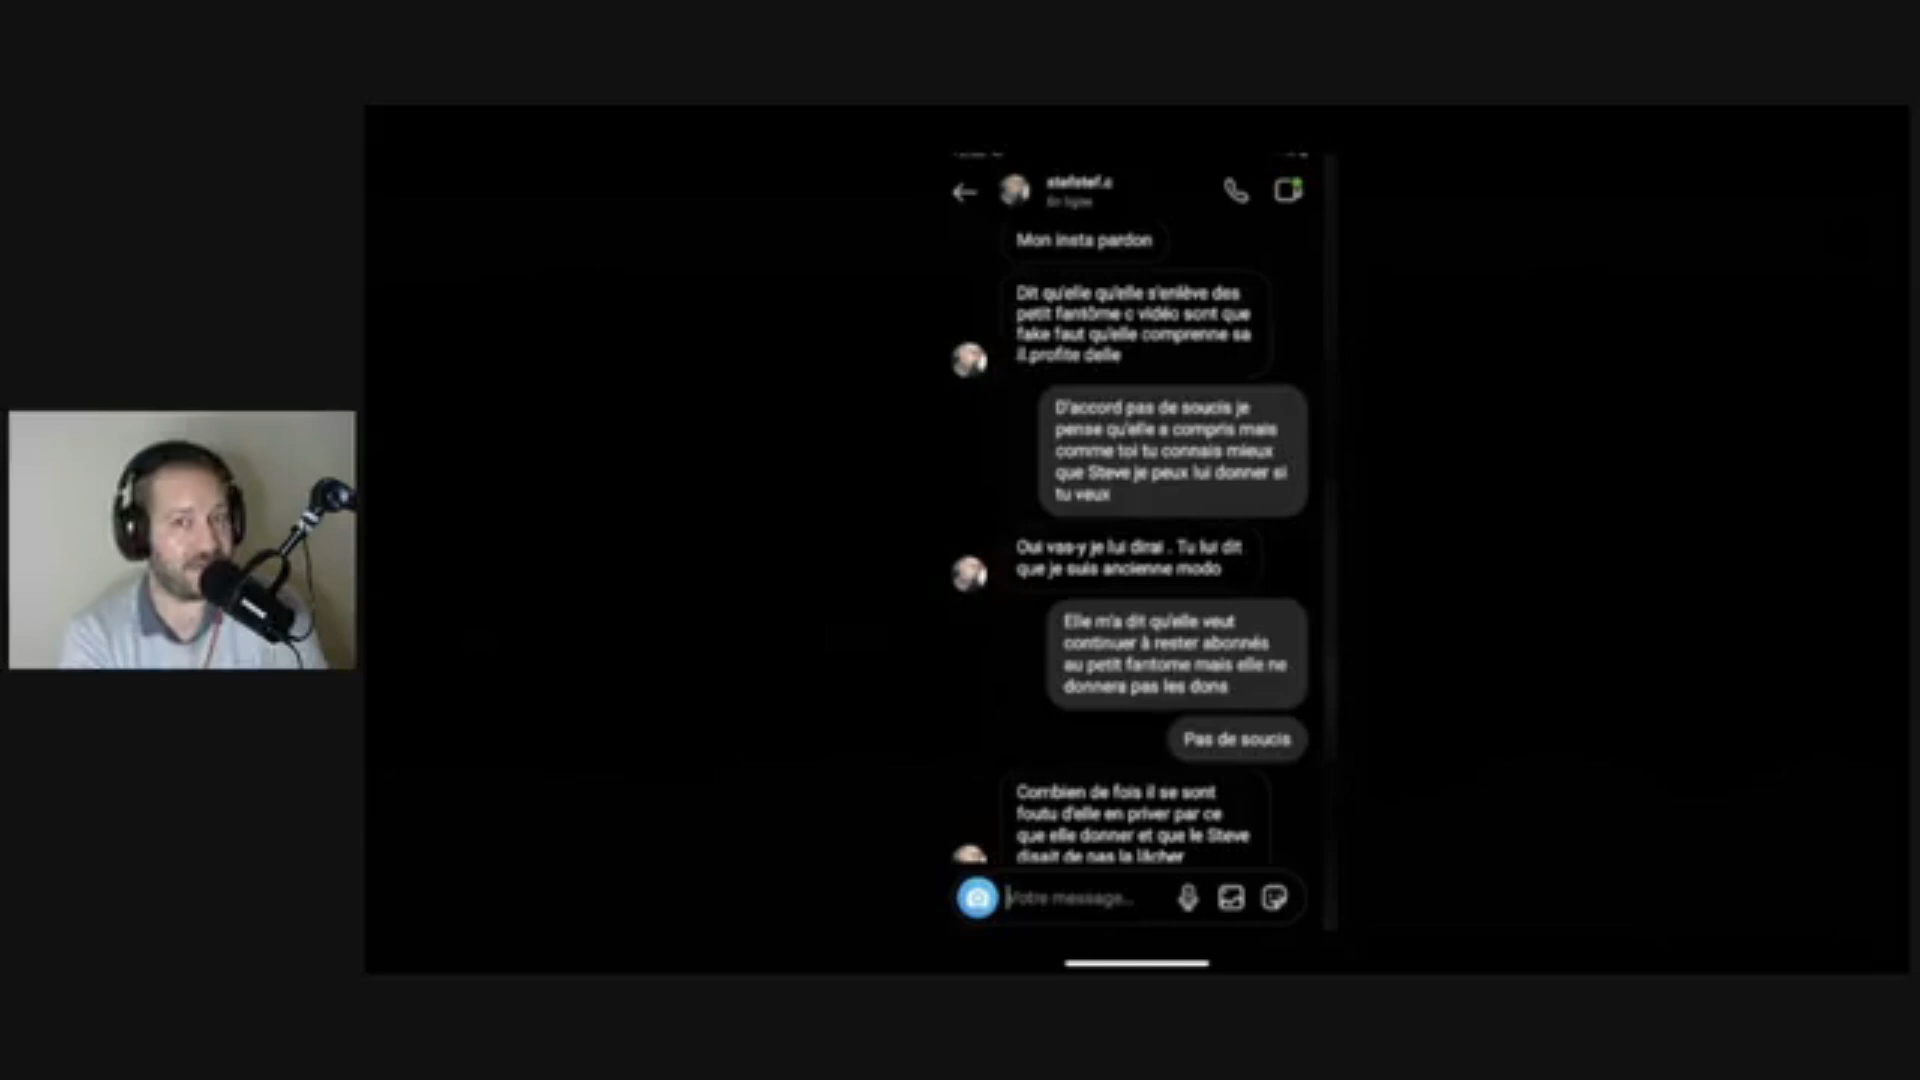 stefstef.c
En ligne
Mon insta pardon
Dit qu'elle qu'elle s'enlève des
petit fantôme c vidéo sont que
fake faut qu'elle comprenne sa
il profite delle
D'accord pas de soucis je
pense qu'elle a compris mais
comme toi tu connais mieux
que Steve je peux lui donner si
tu veux
Oui vas-y je lui dirai . Tu lui dit
que je suis ancienne modo
Elle m'a dit qu'elle veut
continuer à rester abonnés
au petit fantome mais elle ne
donnera pas les dons
Pas de soucis
Combien de fois il se sont
foutu d'elle en priver par ce
que elle donner et que le Steve
disait de pas la lâcher
Votre message...